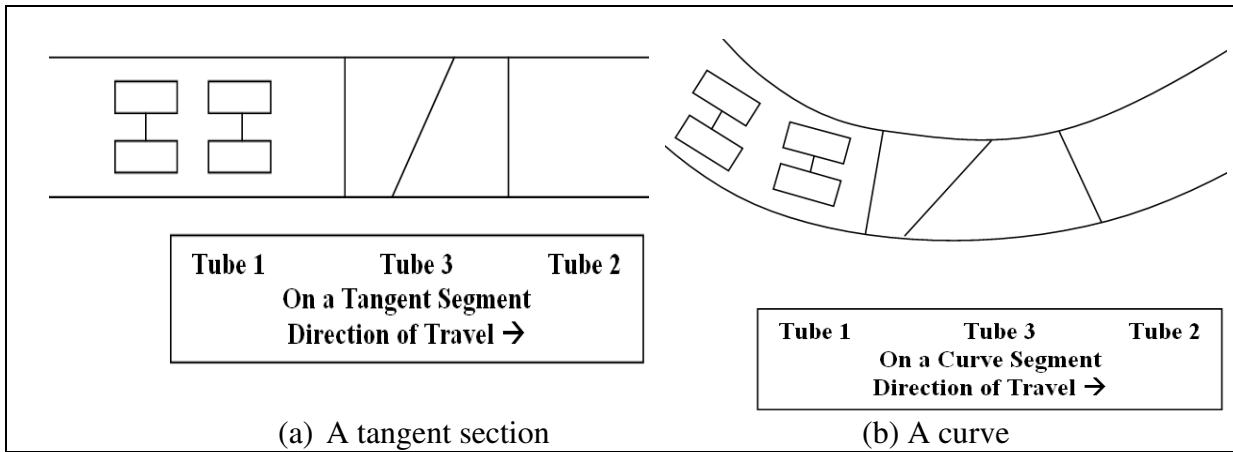 Tube 1 Tube 3 Tube 2
On a Tangent Segment
Direction of Travel →
(a) A tangent section
Tube 1 Tube 3 Tube 2
On a Curve Segment
Direction of Travel →
(b) A curve